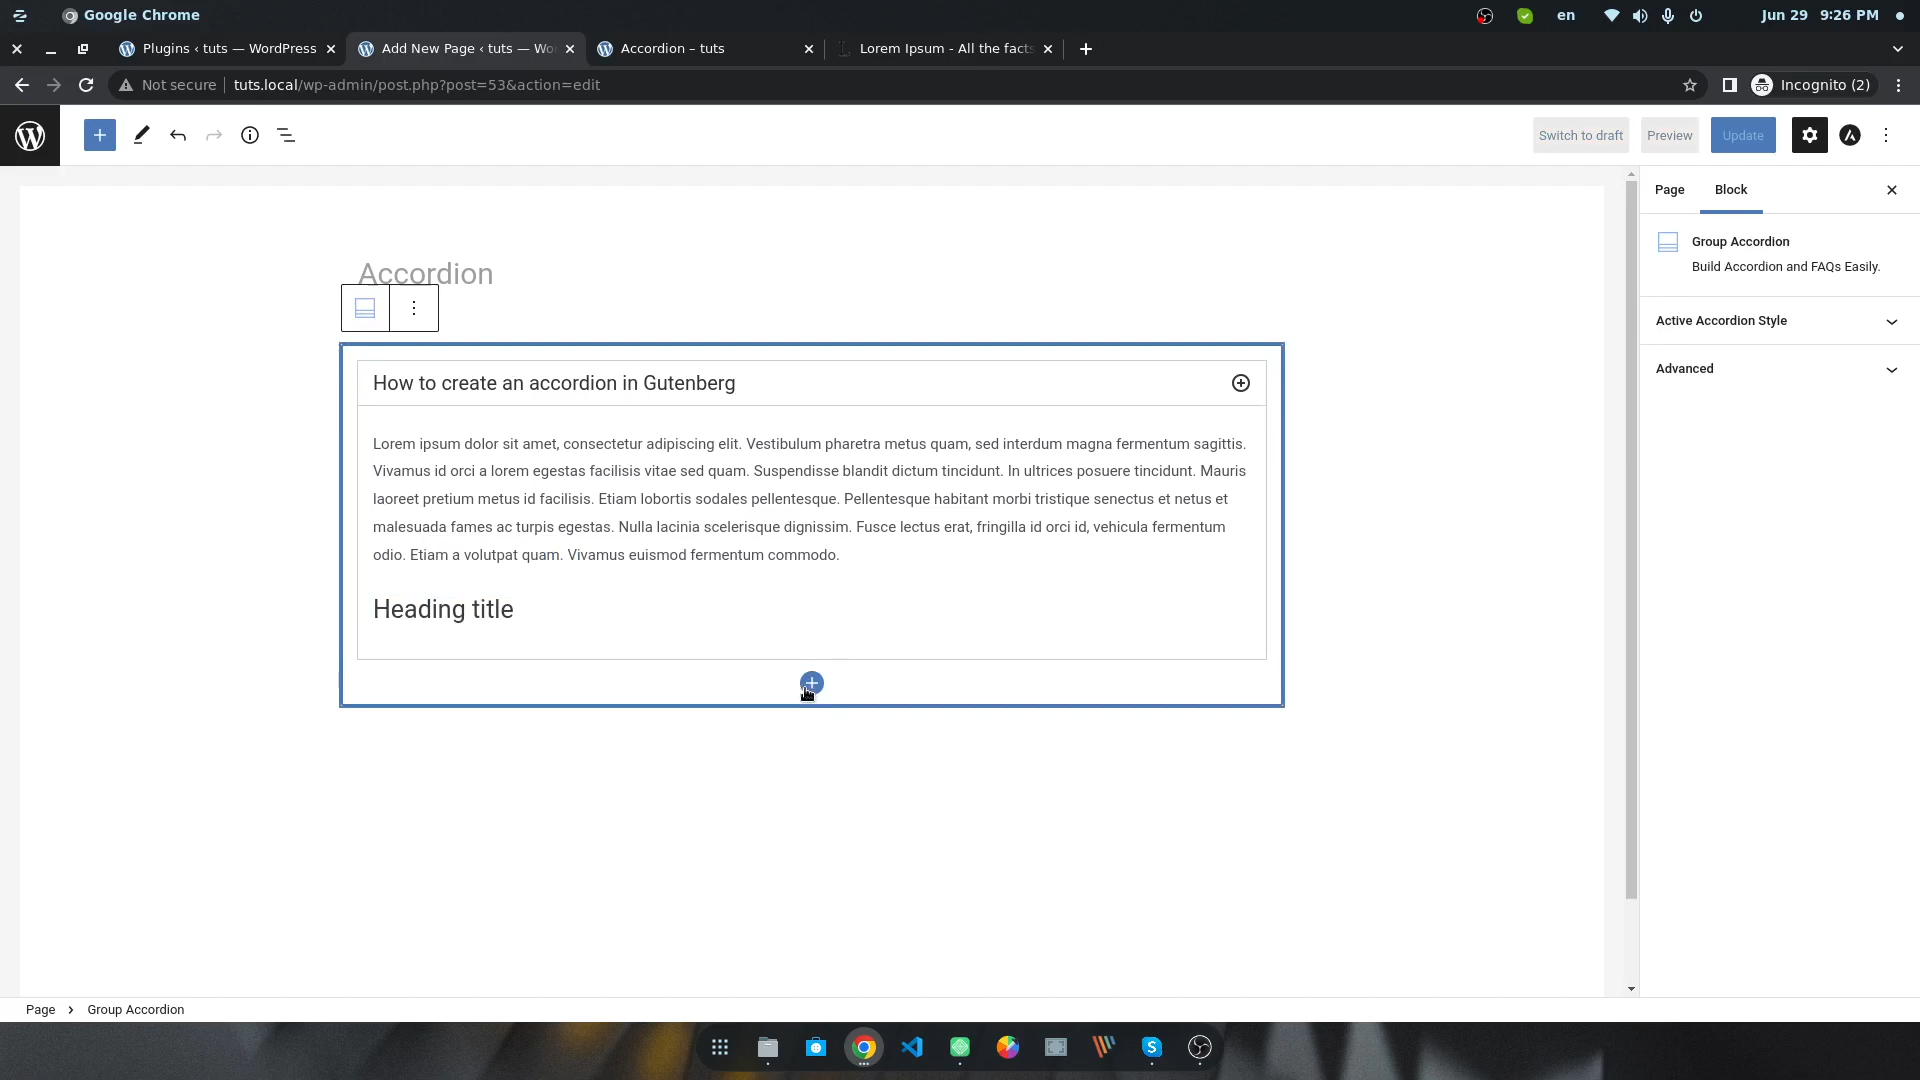 Google Chrome
en
Jun 29 9:26 PM
Plugins ‹ tuts — WordPress
Add New Page ‹ tuts — Wo
Accordion – tuts
Lorem Ipsum - All the facts
Not secure
tuts.local/wp-admin/post.php?post=53&action=edit
Incognito (2)
Switch to draft
Preview
Update
Page
Block
Group Accordion
Build Accordion and FAQs Easily.
Active Accordion Style
Advanced
Accordion
How to create an accordion in Gutenberg
Lorem ipsum dolor sit amet, consectetur adipiscing elit. Vestibulum pharetra metus quam, sed interdum magna fermentum sagittis.
Vivamus id orci a lorem egestas facilisis vitae sed quam. Suspendisse blandit dictum tincidunt. In ultrices posuere tincidunt. Mauris
laoreet pretium metus id facilisis. Etiam lobortis sodales pellentesque. Pellentesque habitant morbi tristique senectus et netus et
malesuada fames ac turpis egestas. Nulla lacinia scelerisque dignissim. Fusce lectus erat, fringilla id orci id, vehicula fermentum
odio. Etiam a volutpat quam. Vivamus euismod fermentum commodo.
Heading title
Page
Group Accordion